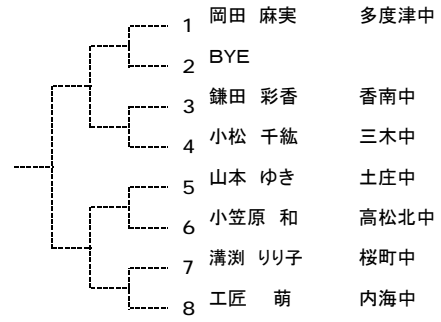 1 岡田 麻実 多度津中
2 BYE
3 鎌田 彩香 香南中
4 小松 千紘 三木中
5 山本 ゆき 土庄中
6 小笠原 和 高松北中
7 溝渕 りり子 桜町中
8 工匠 萌 内海中